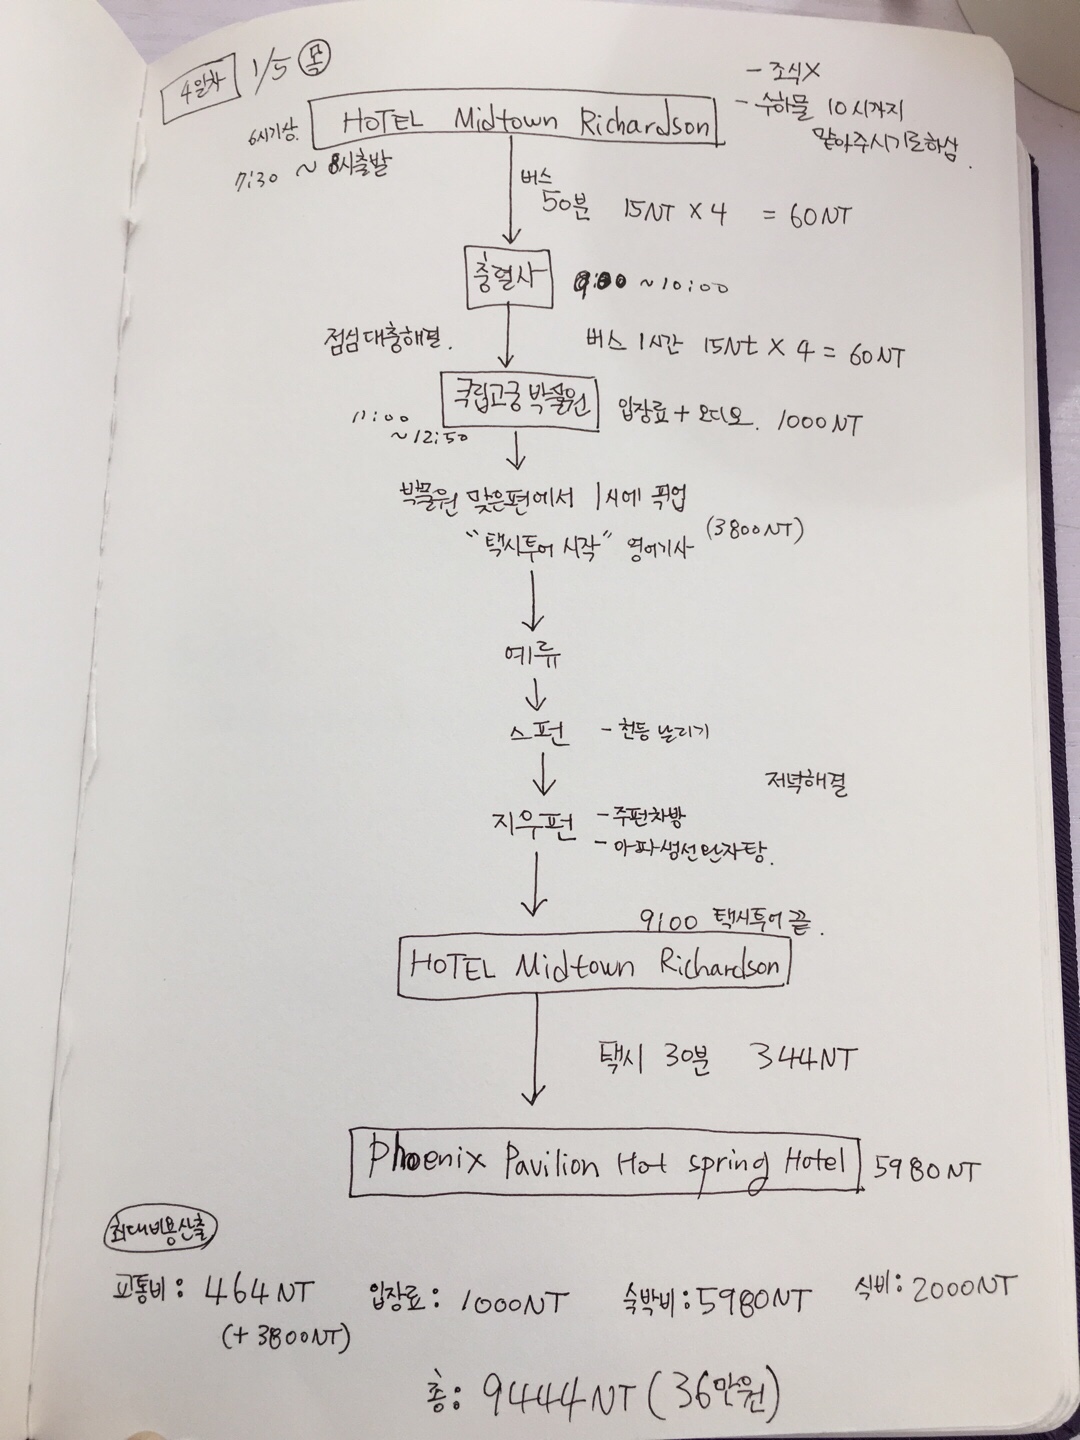 4일차 1/5 목
- 조식X
- 수하물 10시까지
맡아주시기로하심.
6시기상.
HOTEL Midtown Richardson
7:30 ~ 8시출발
버스
50분 15NT X 4 = 60NT
충렬사 9:00 ~10:00
점심대충해결.
버스 1시간 15Nt X 4 = 60NT
국립고궁박물원 입장료 + 오디오. 1000NT
11:00
~12:50
박물원 맞은편에서 1시에 픽업
"택시투어 시작" 영어기사 (3800NT)
예류
스펀 - 천등 날리기
저녁해결
지우펀 - 주펀차방
- 아파생선완자탕.
9:00 택시투어 끝.
HOTEL Midtown Richardson
택시 30분 344NT
Phoenix Pavilion Hot spring Hotel 5980NT
최대비용산출
교통비: 464NT 입장료: 1000NT 숙박비: 5980NT 식비: 2000NT
(+ 3800NT)
총: 9444NT (36만원)